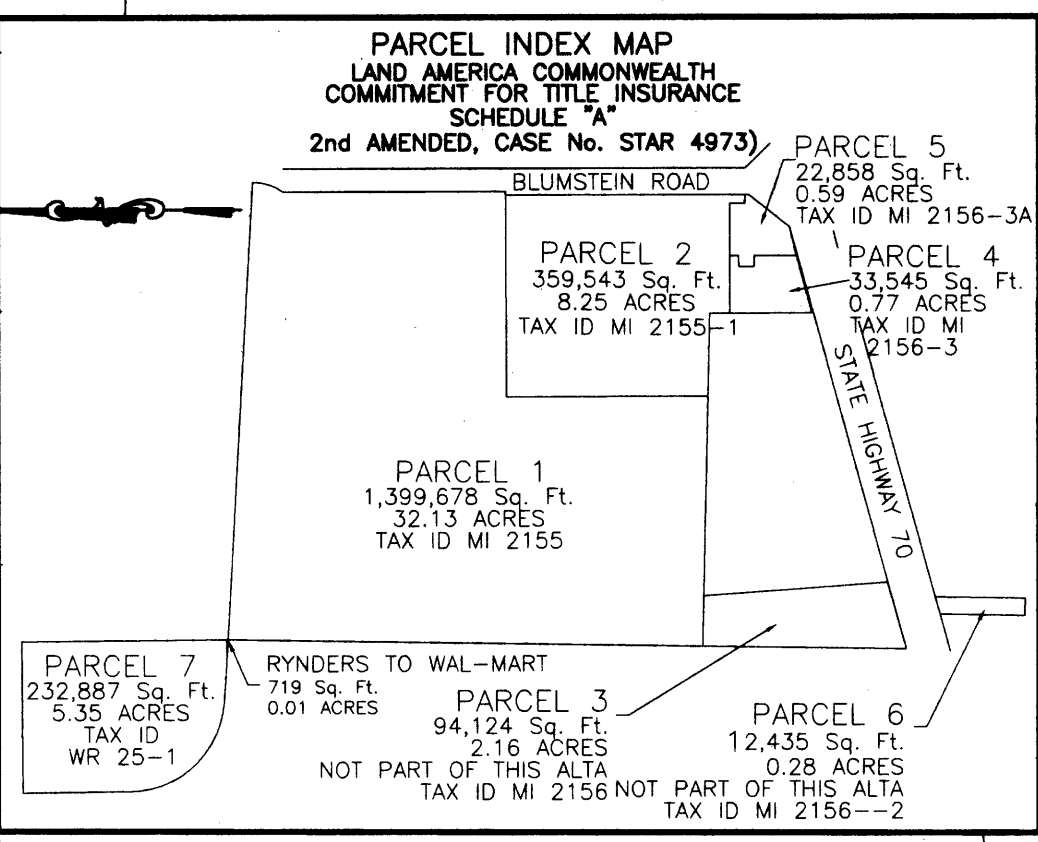 PARCEL INDEX MAP
LAND AMERICA COMMONWEALTH
COMMITMENT FOR TITLE INSURANCE
SCHEDULE "A"
2nd AMENDED, CASE No. STAR 4973)
BLUMSTEIN ROAD
PARCEL 5
22,858 Sq. Ft.
0.59 ACRES
TAX ID MI 2156-3A
PARCEL 2
359,543 Sq. Ft.
8.25 ACRES
TAX ID MI 2155-1
PARCEL 4
33,545 Sq. Ft.
0.77 ACRES
TAX ID MI
2156-3
STATE HIGHWAY 70
PARCEL 1
1,399,678 Sq. Ft.
32.13 ACRES
TAX ID MI 2155
PARCEL 7
232,887 Sq. Ft.
5.35 ACRES
TAX ID
WR 25-1
RYNDERS TO WAL-MART
719 Sq. Ft.
0.01 ACRES
PARCEL 3
94,124 Sq. Ft.
2.16 ACRES
NOT PART OF THIS ALTA
TAX ID MI 2156
PARCEL 6
12,435 Sq. Ft.
0.28 ACRES
NOT PART OF THIS ALTA
TAX ID MI 2156--2